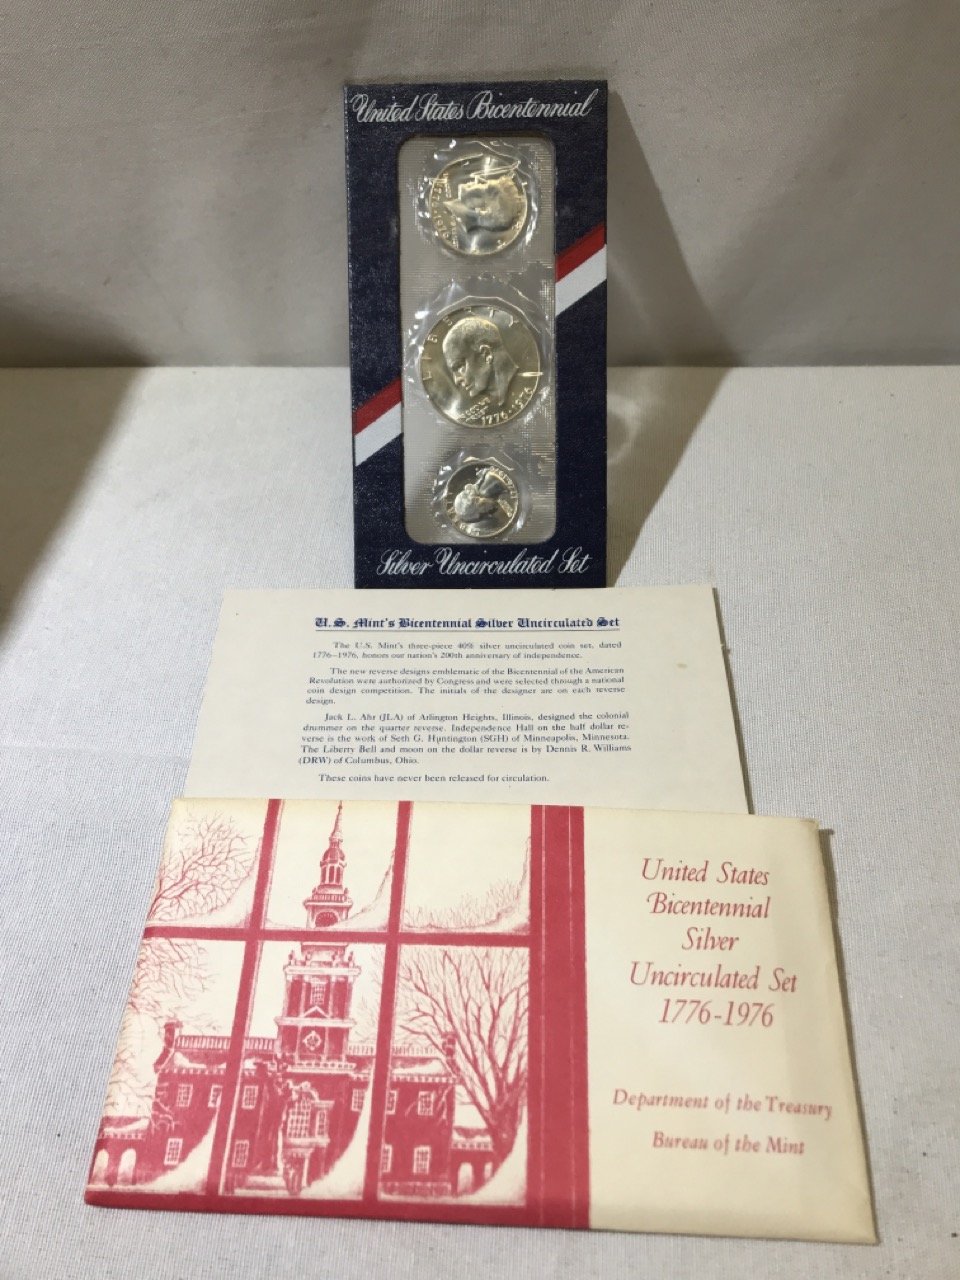 United States Bicentennial
LIBERTY
1776-1976
Silver Uncirculated Set
U.S. Mint's Bicentennial Silver Uncirculated Set
The U.S. Mint's three-piece 40% silver uncirculated coin set, dated
1776–1976, honors our nation's 200th anniversary of independence.
The new reverse designs emblematic of the Bicentennial of the American
Revolution were authorized by Congress and were selected through a national
coin design competition. The initials of the designer are on each reverse
design.
Jack L. Ahr (JLA) of Arlington Heights, Illinois, designed the colonial
drummer on the quarter reverse. Independence Hall on the half dollar re-
verse is the work of Seth G. Huntington (SGH) of Minneapolis, Minnesota.
The Liberty Bell and moon on the dollar reverse is by Dennis R. Williams
(DRW) of Columbus, Ohio.
These coins have never been released for circulation.
United States
Bicentennial
Silver
Uncirculated Set
1776-1976
Department of the Treasury
Bureau of the Mint